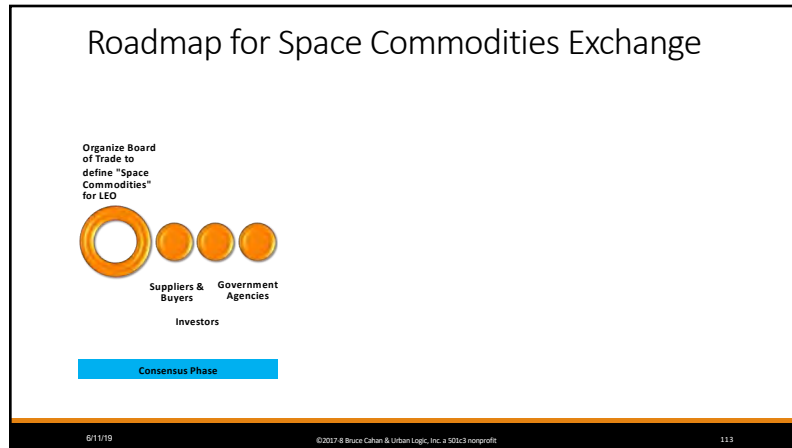 Roadmap for Space Commodities Exchange
Organize Board
of Trade to
define "Space
Commodities"
for LEO
Suppliers &
Buyers
Government
Agencies
Investors
Consensus Phase
6/11/19
©2017-8 Bruce Cahan & Urban Logic, Inc. a 501c3 nonprofit
113